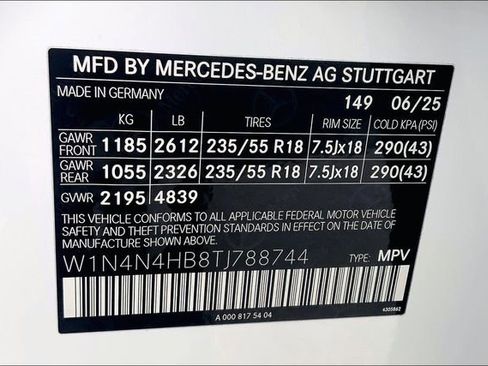 MFD BY MERCEDES-BENZ AG STUTTGART
MADE IN GERMANY 149 06/25
KG LB TIRES RIM SIZE COLD KPA(PSI)
GAWR FRONT 1185 2612 235/55 R18 7.5Jx18 290(43)
GAWR REAR 1055 2326 235/55 R18 7.5Jx18 290(43)
GVWR 2195 4839
THIS VEHICLE CONFORMS TO ALL APPLICABLE FEDERAL MOTOR VEHICLE
SAFETY AND THEFT PREVENTION STANDARDS IN EFFECT ON THE DATE OF
MANUFACTURE SHOWN ABOVE.
W1N4N4HB8TJ788744 TYPE: MPV
A 000 817 54 04 6305862